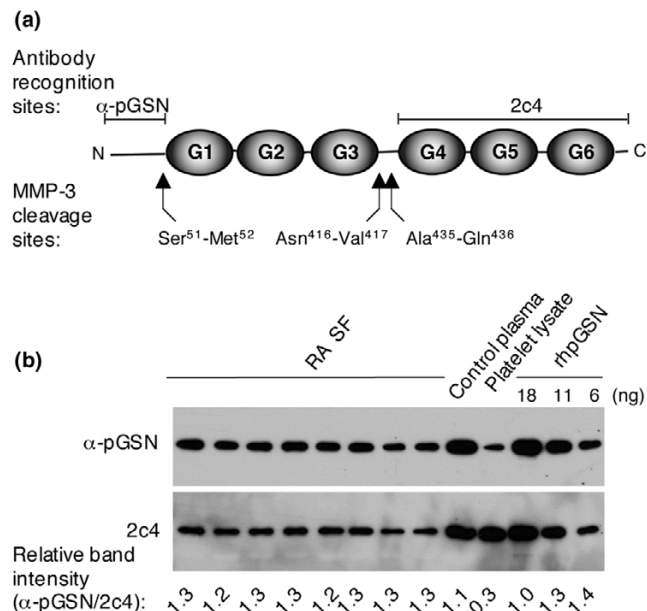 (a)
Antibody
recognition
sites:
α-pGSN
2c4
N G1 G2 G3 G4 G5 G6 C
MMP-3
cleavage
sites:
Ser51-Met52 Asn416-Val417 Ala435-Gln436
(b)
RA SF
Control plasma
Platelet lysate
rhpGSN
18 11 6 (ng)
α-pGSN
2c4
Relative band
intensity
(α-pGSN/2c4): 1.3 1.2 1.3 1.3 1.2 1.3 1.3 1.3 1.1 0.3 1.0 1.3 1.4